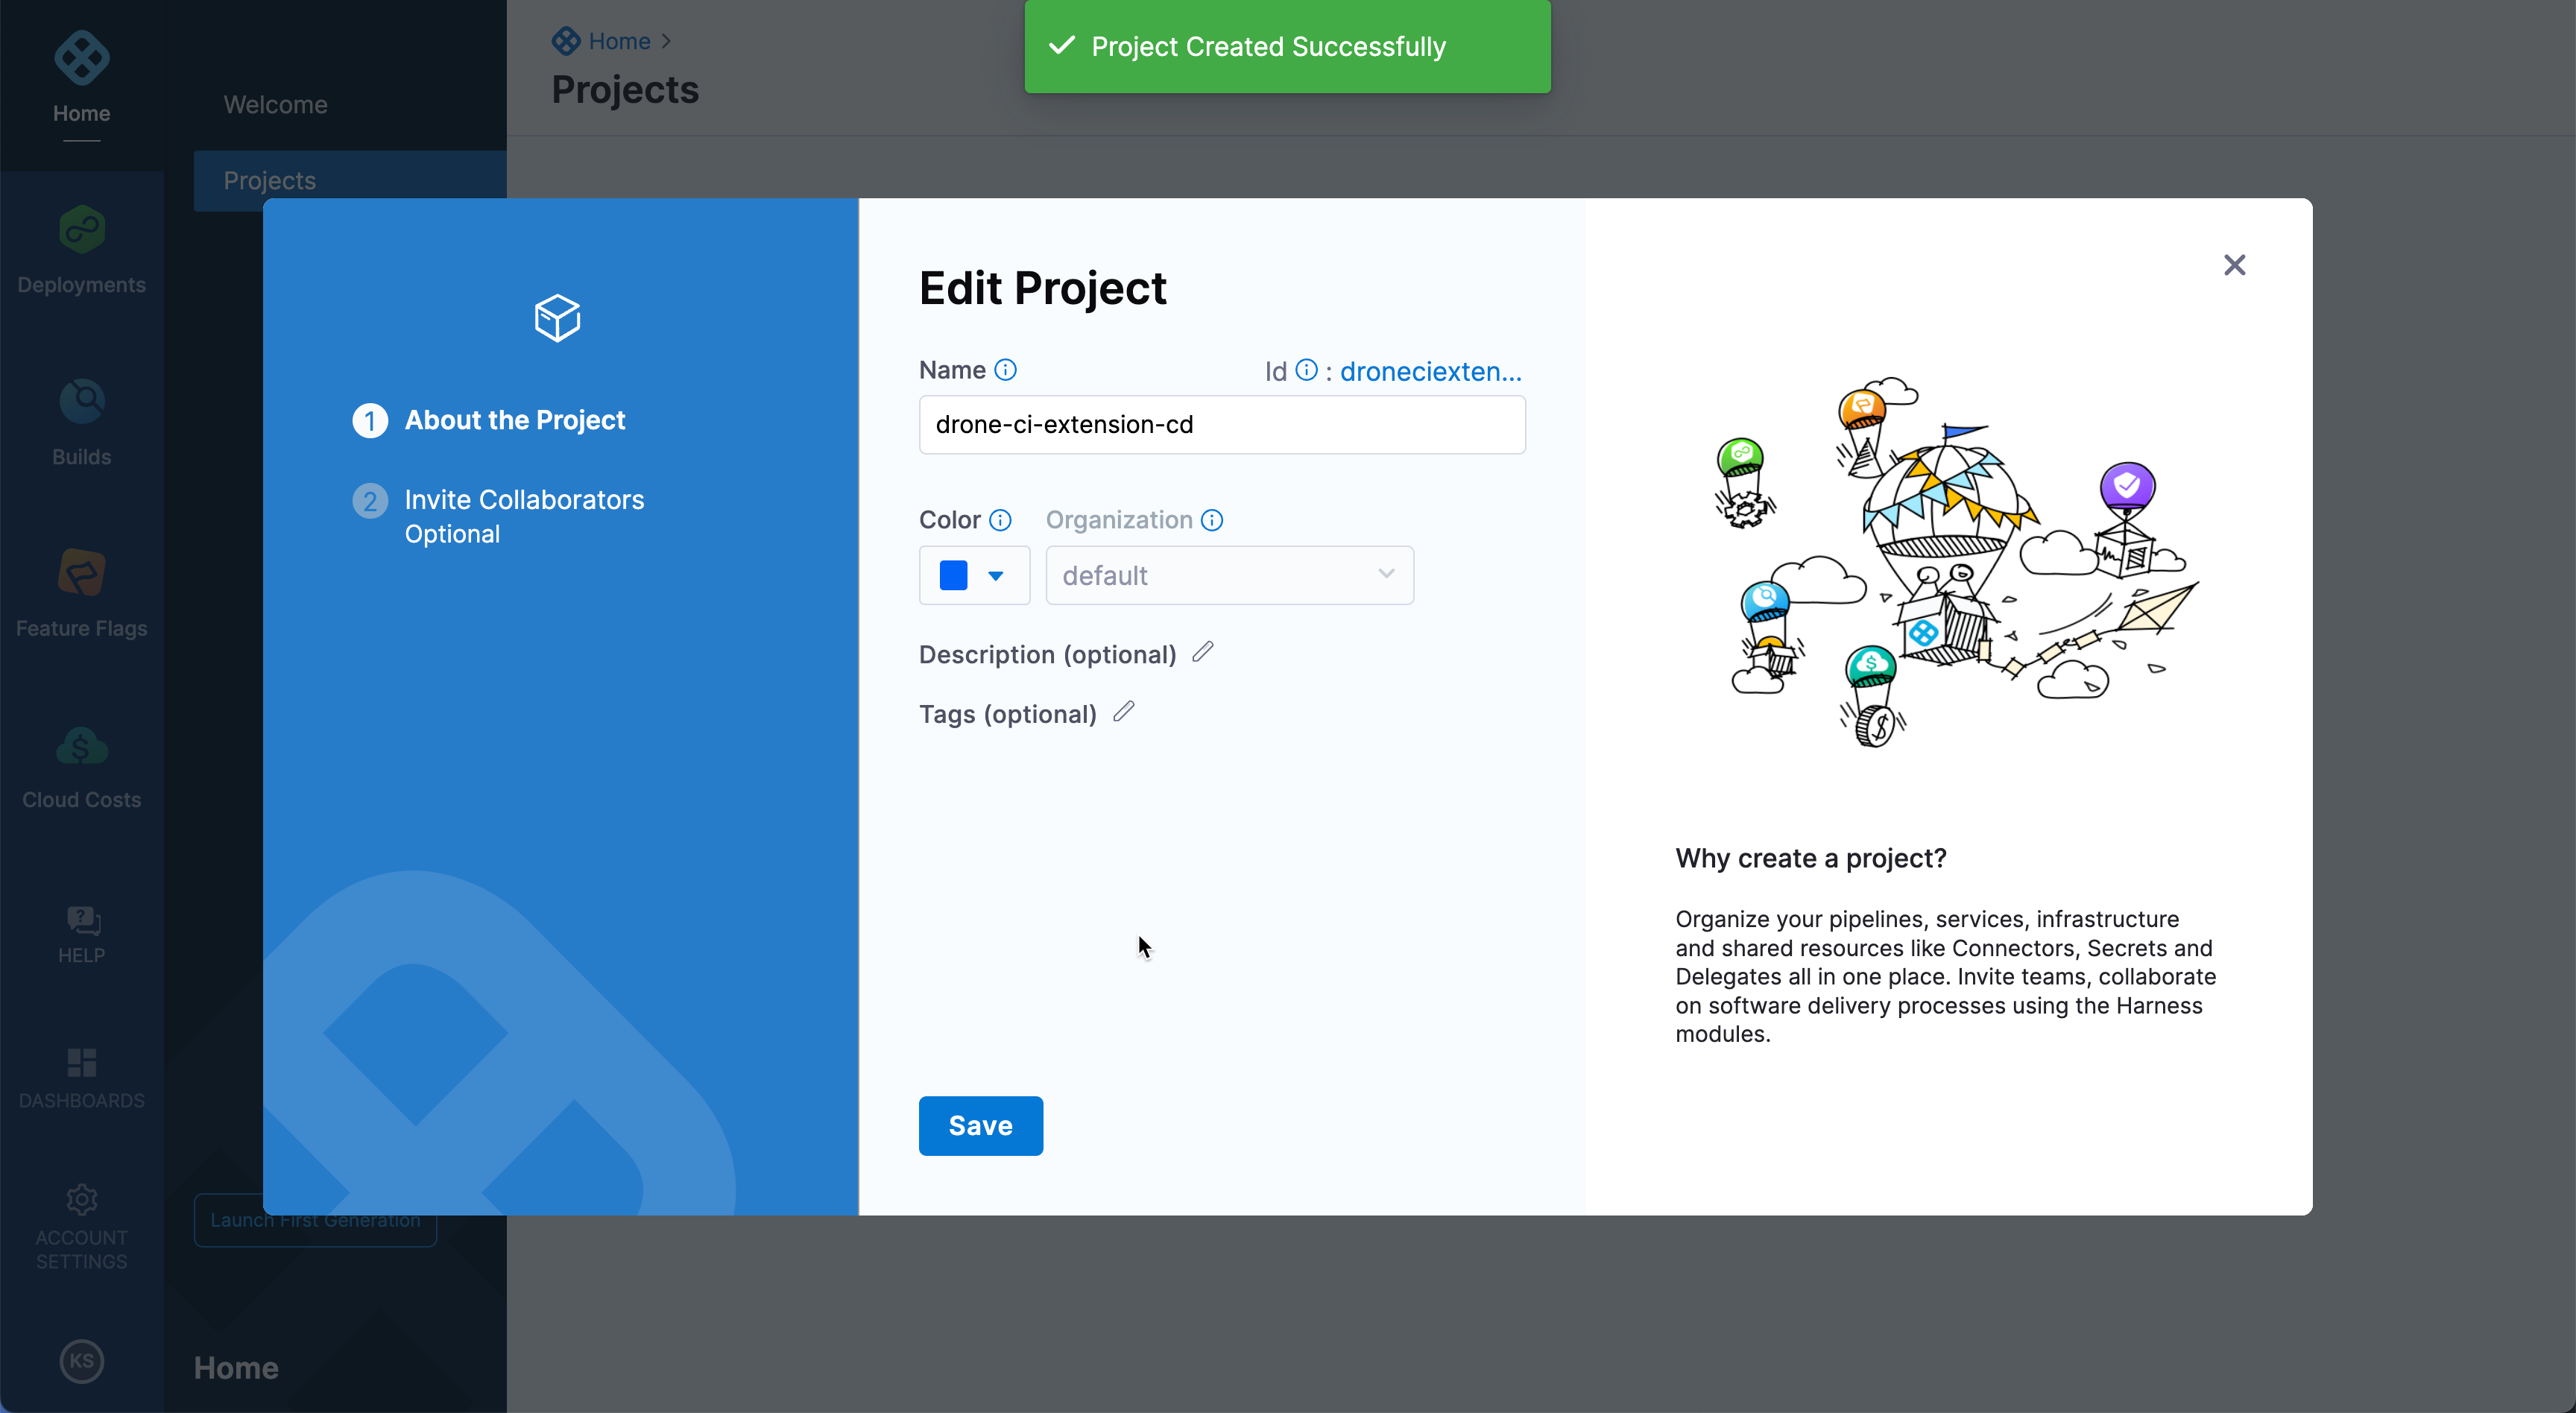 Home
Deployments
Builds
Feature Flags
Cloud Costs
HELP
DASHBOARDS
ACCOUNT
SETTINGS
KS
Welcome
Projects
Launch First Generation
Home
Home >
Projects
Project Created Successfully
1 About the Project
2 Invite Collaborators
Optional
Edit Project
Name
Id : droneciexten...
drone-ci-extension-cd
Color Organization
default
Description (optional)
Tags (optional)
Save
Why create a project?
Organize your pipelines, services, infrastructure
and shared resources like Connectors, Secrets and
Delegates all in one place. Invite teams, collaborate
on software delivery processes using the Harness
modules.